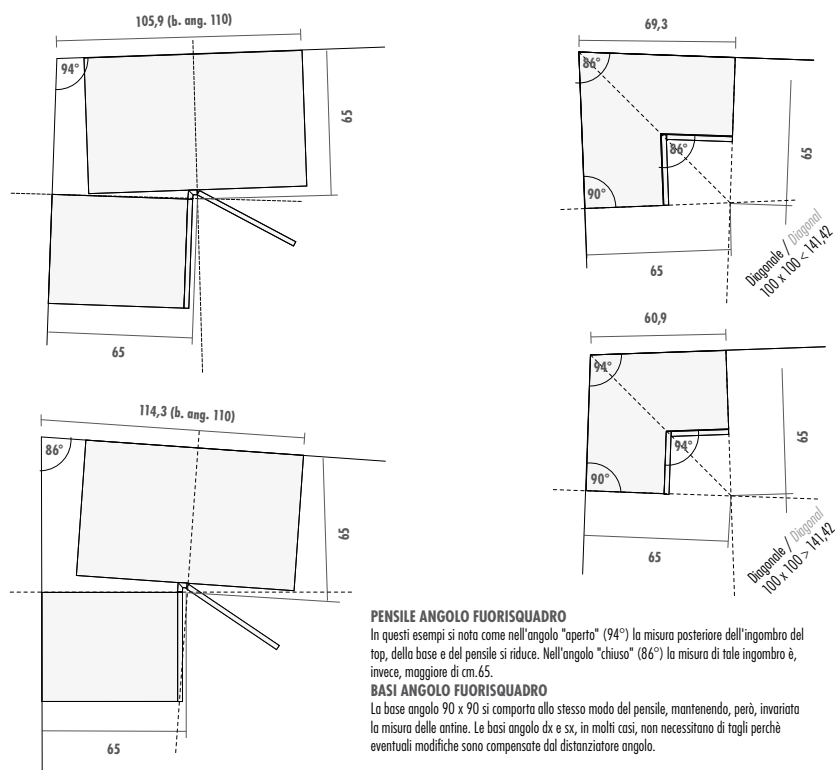 105,9 (b. ang. 110)
94°
65
65
114,3 (b. ang. 110)
86°
65
65
69,3
86°
86°
90°
65
65
Diagonale / Diagonal
100 x 100 < 141,42
60,9
94°
94°
90°
65
65
Diagonale / Diagonal
100 x 100 > 141,42
PENSILE ANGOLO FUORISQUADRO
In questi esempi si nota come nell'angolo "aperto" (94°) la misura posteriore dell'ingombro del
top, della base e del pensile si riduce. Nell'angolo "chiuso" (86°) la misura di tale ingombro è,
invece, maggiore di cm.65.
BASI ANGOLO FUORISQUADRO
La base angolo 90 x 90 si comporta allo stesso modo del pensile, mantenendo, però, invariata
la misura delle antine. Le basi angolo dx e sx, in molti casi, non necessitano di tagli perchè
eventuali modifiche sono compensate dal distanziatore angolo.